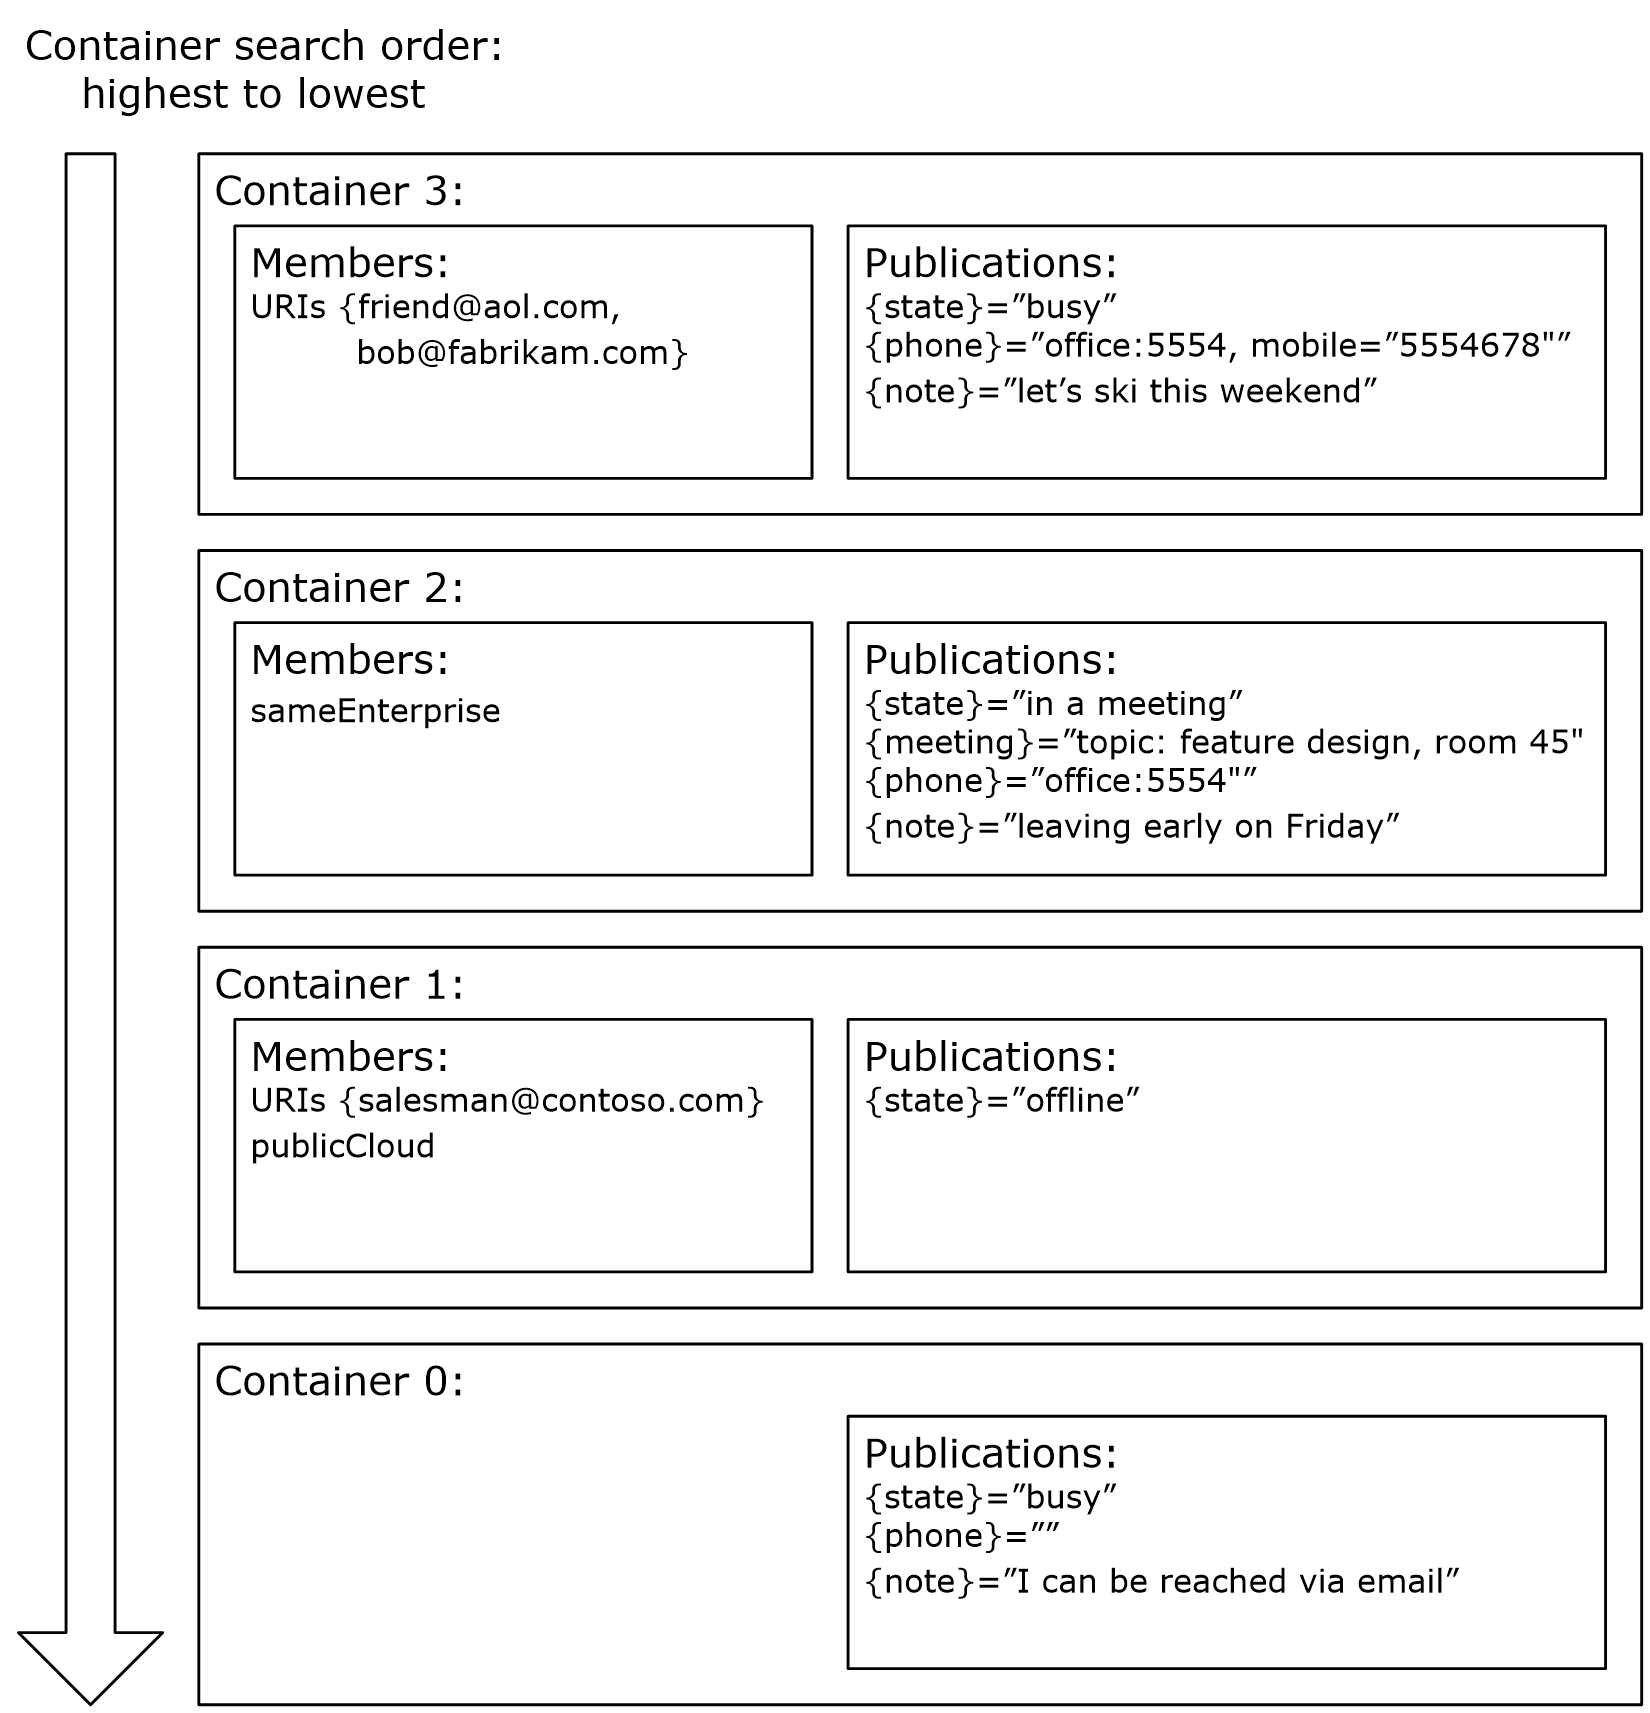 Container search order:
highest to lowest
Container 3:
Members:
URIs {friend@aol.com,
bob@fabrikam.com}
Publications:
{state}=”busy”
{phone}=”office:5554, mobile=”5554678"”
{note}=”let’s ski this weekend”
Container 2:
Members:
sameEnterprise
Publications:
{state}=”in a meeting”
{meeting}=”topic: feature design, room 45"
{phone}=”office:5554"”
{note}=”leaving early on Friday”
Container 1:
Members:
URIs {salesman@contoso.com}
publicCloud
Publications:
{state}=”offline”
Container 0:
Publications:
{state}=”busy”
{phone}=””
{note}=”I can be reached via email”